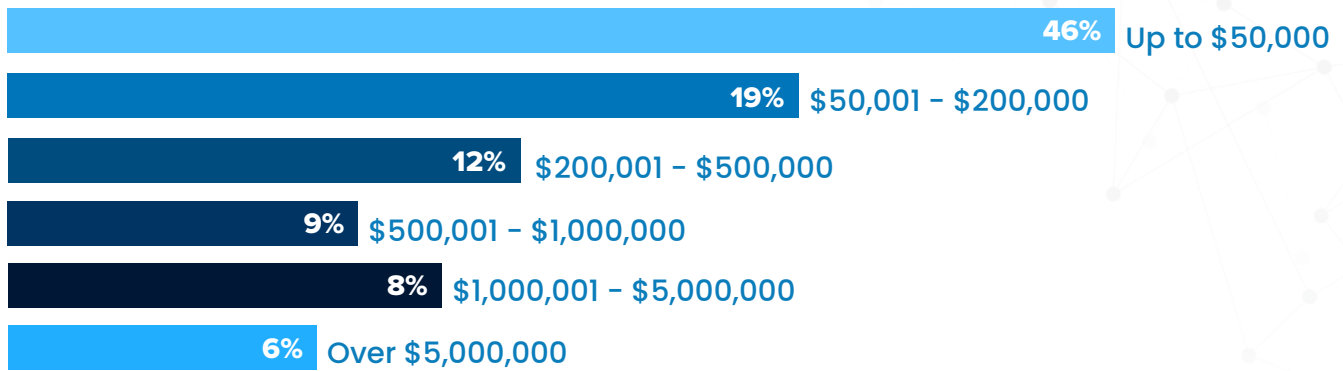 46% Up to $50,000
19% $50,001 - $200,000
12% $200,001 - $500,000
9% $500,001 - $1,000,000
8% $1,000,001 - $5,000,000
6% Over $5,000,000